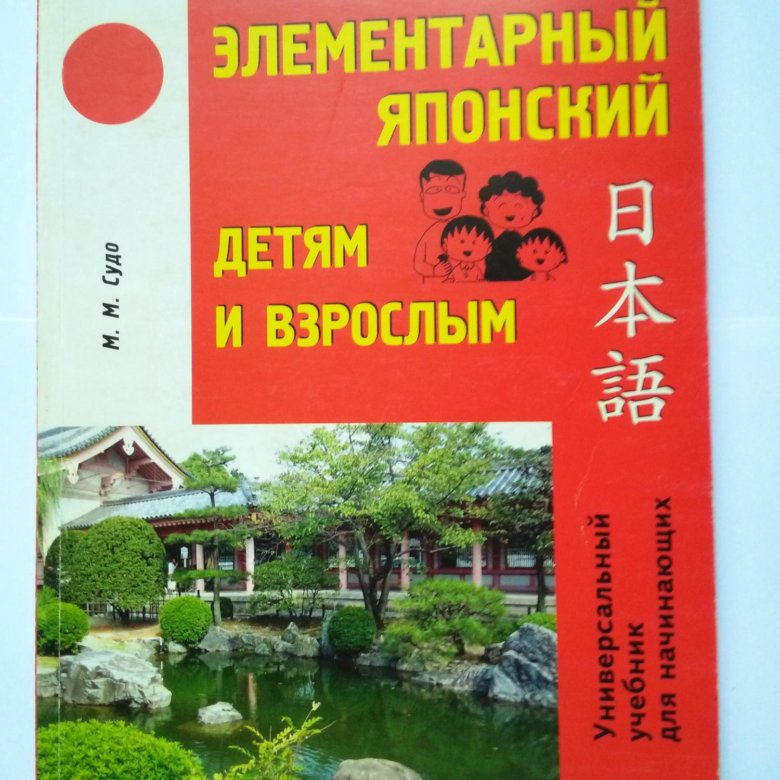 ЭЛЕМЕНТАРНЫЙ
ЯПОНСКИЙ
ДЕТЯМ
И ВЗРОСЛЫМ
日本語
М. М. Судо
Универсальный
учебник
для начинающих